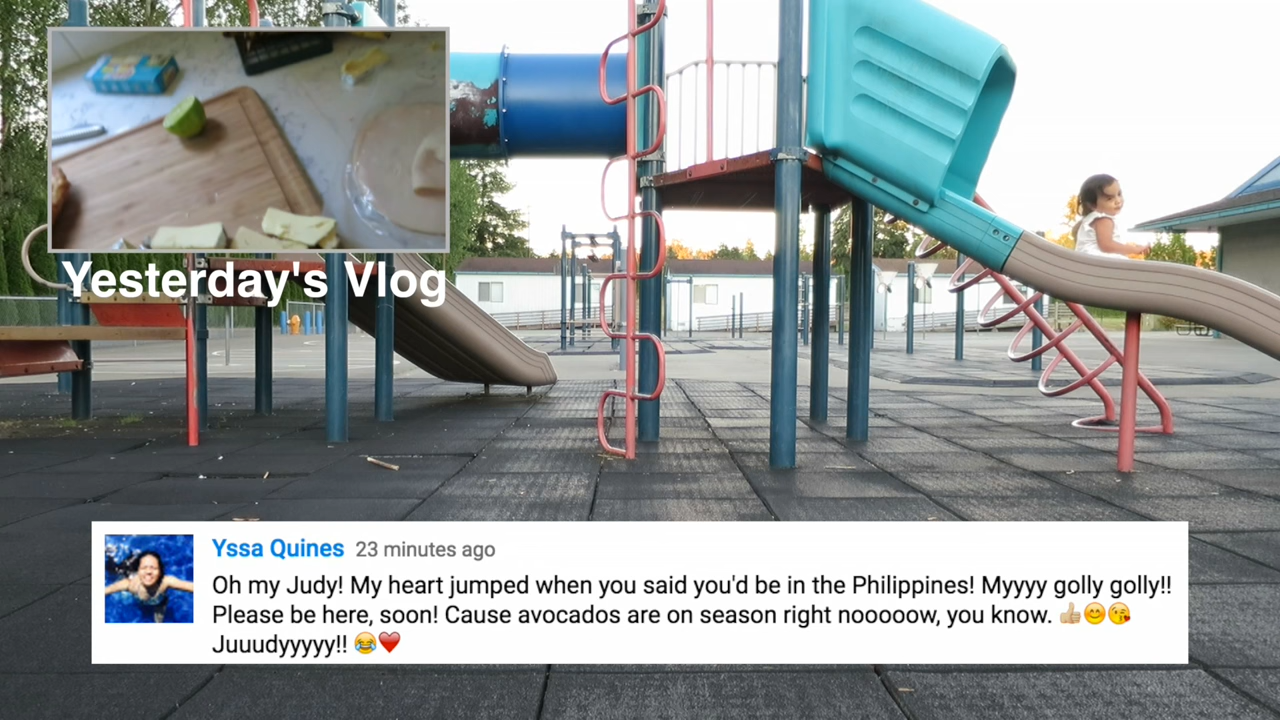 Yesterday's Vlog
Yssa Quines 23 minutes ago
Oh my Judy! My heart jumped when you said you'd be in the Philippines! Myyyy golly golly!!
Please be here, soon! Cause avocados are on season right nooooow, you know. 👍🏼😊😘
Juuudyyyyy!! 😂❤️